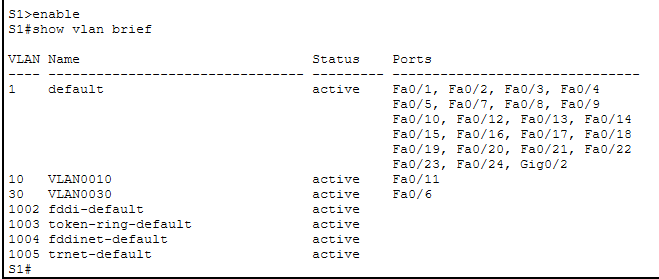 S1>enable
S1#show vlan brief
VLAN Name                             Status    Ports
---- -------------------------------- --------- -------------------------------
1    default                          active    Fa0/1, Fa0/2, Fa0/3, Fa0/4
                                                Fa0/5, Fa0/7, Fa0/8, Fa0/9
                                                Fa0/10, Fa0/12, Fa0/13, Fa0/14
                                                Fa0/15, Fa0/16, Fa0/17, Fa0/18
                                                Fa0/19, Fa0/20, Fa0/21, Fa0/22
                                                Fa0/23, Fa0/24, Gig0/2
10   VLAN0010                         active    Fa0/11
30   VLAN0030                         active    Fa0/6
1002 fddi-default                     active
1003 token-ring-default               active
1004 fddinet-default                  active
1005 trnet-default                    active
S1#